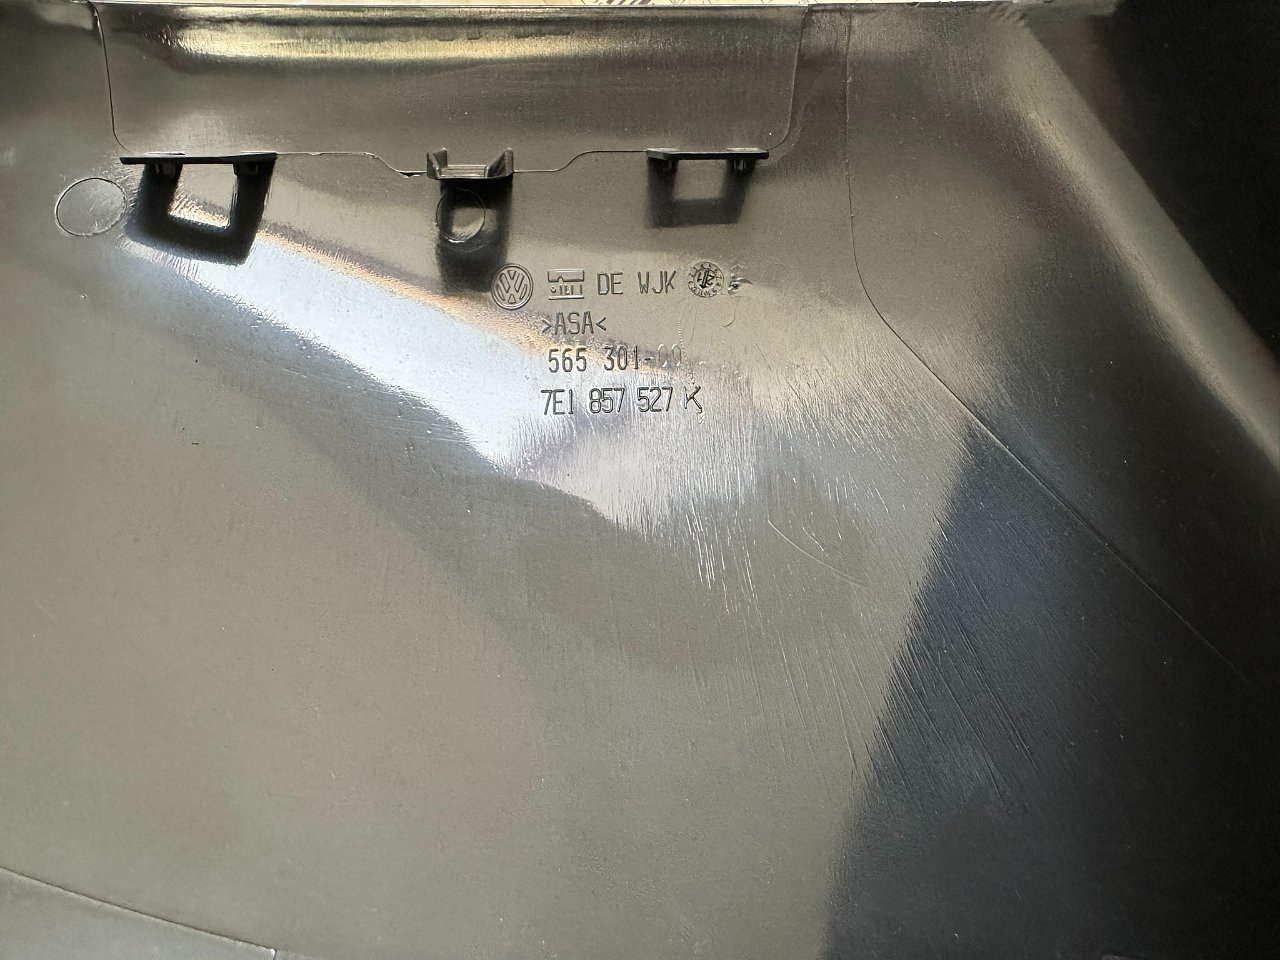 DE WJK
>ASA<
565 301-00
7E1 857 527 K